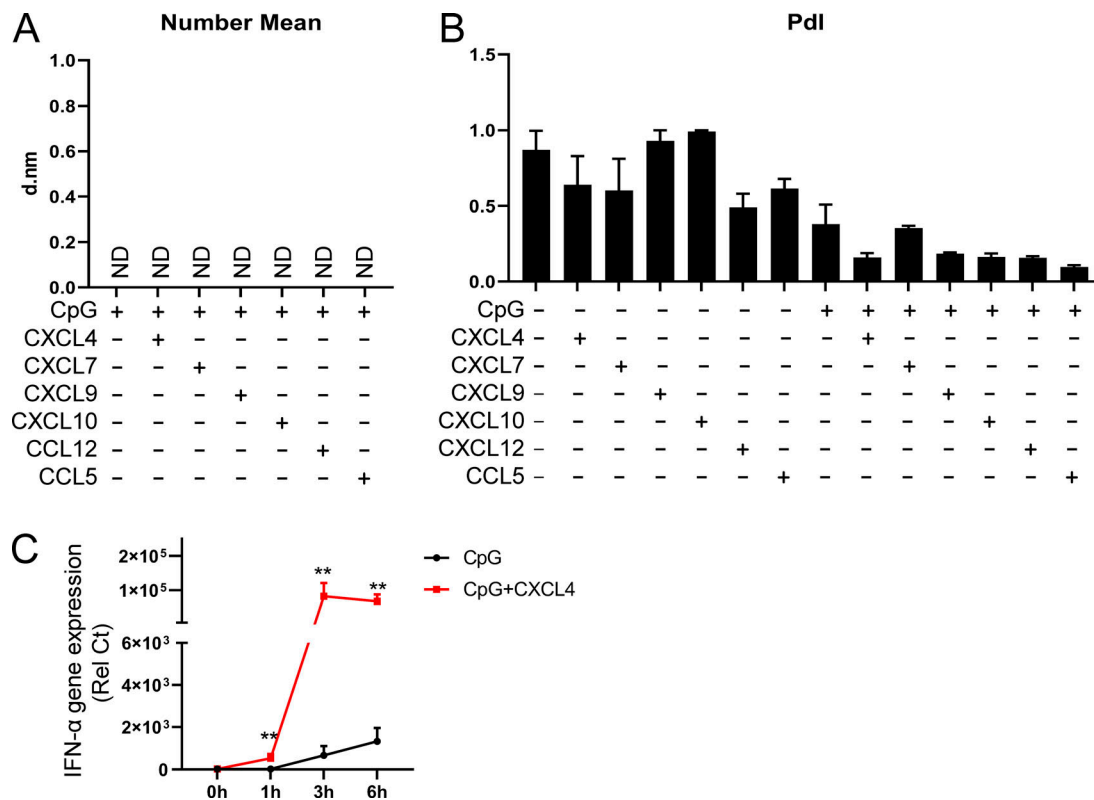 A
Number Mean
d.nm
1.0
0.8
0.6
0.4
0.2
0.0
ND ND ND ND ND ND ND
CpG + + + + + + +
CXCL4 – + – – – – –
CXCL7 – – + – – – –
CXCL9 – – – + – – –
CXCL10 – – – – + – –
CCL12 – – – – – + –
CCL5 – – – – – – +
B
PdI
1.5
1.0
0.5
0.0
CpG – – – – – – – + + + + + + +
CXCL4 – + – – – – – – + – – – – –
CXCL7 – – + – – – – – – + – – – –
CXCL9 – – – + – – – – – – + – – –
CXCL10 – – – – + – – – – – – + – –
CXCL12 – – – – – + – – – – – – + –
CCL5 – – – – – – + – – – – – – +
C
IFN-α gene expression
(Rel Ct)
2×10⁵
1×10⁵
6×10³
4×10³
2×10³
0
** ** **
0h 1h 3h 6h
CpG
CpG+CXCL4